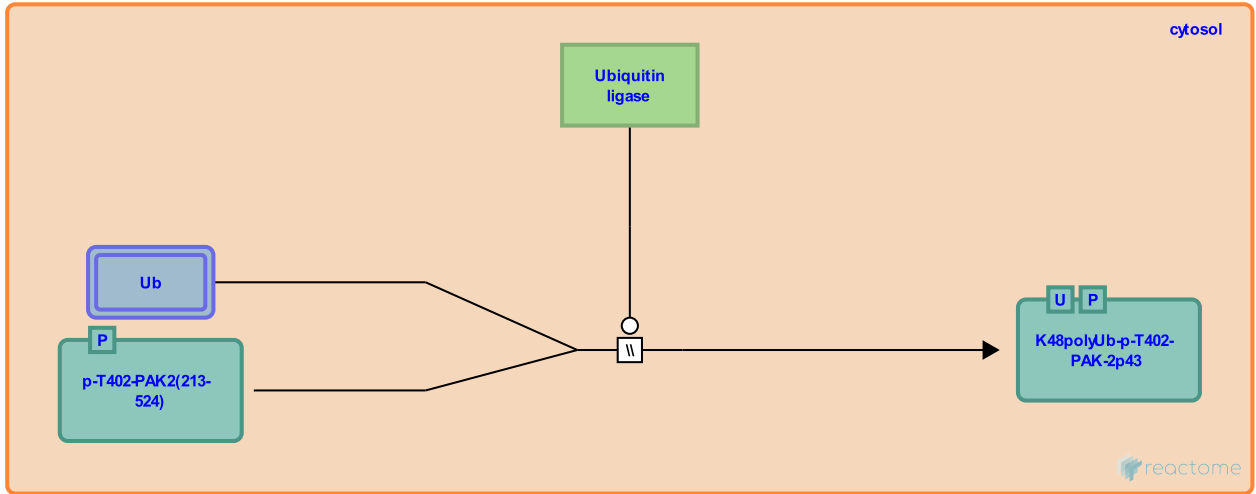 cytosol
Ubiquitin
ligase
Ub
P
p-T402-PAK2(213-
524)
\\
U P
K48polyUb-p-T402-
PAK-2p43
reactome